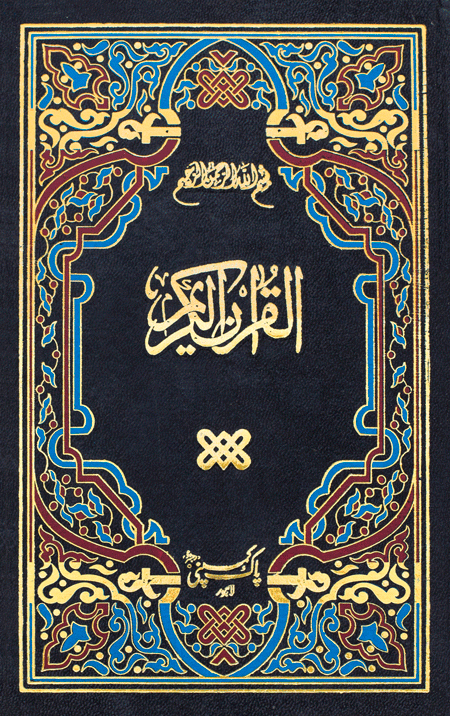 بسم الله الرحمن الرحيم
القرآن الكريم
پاک کمپنی
لاہور